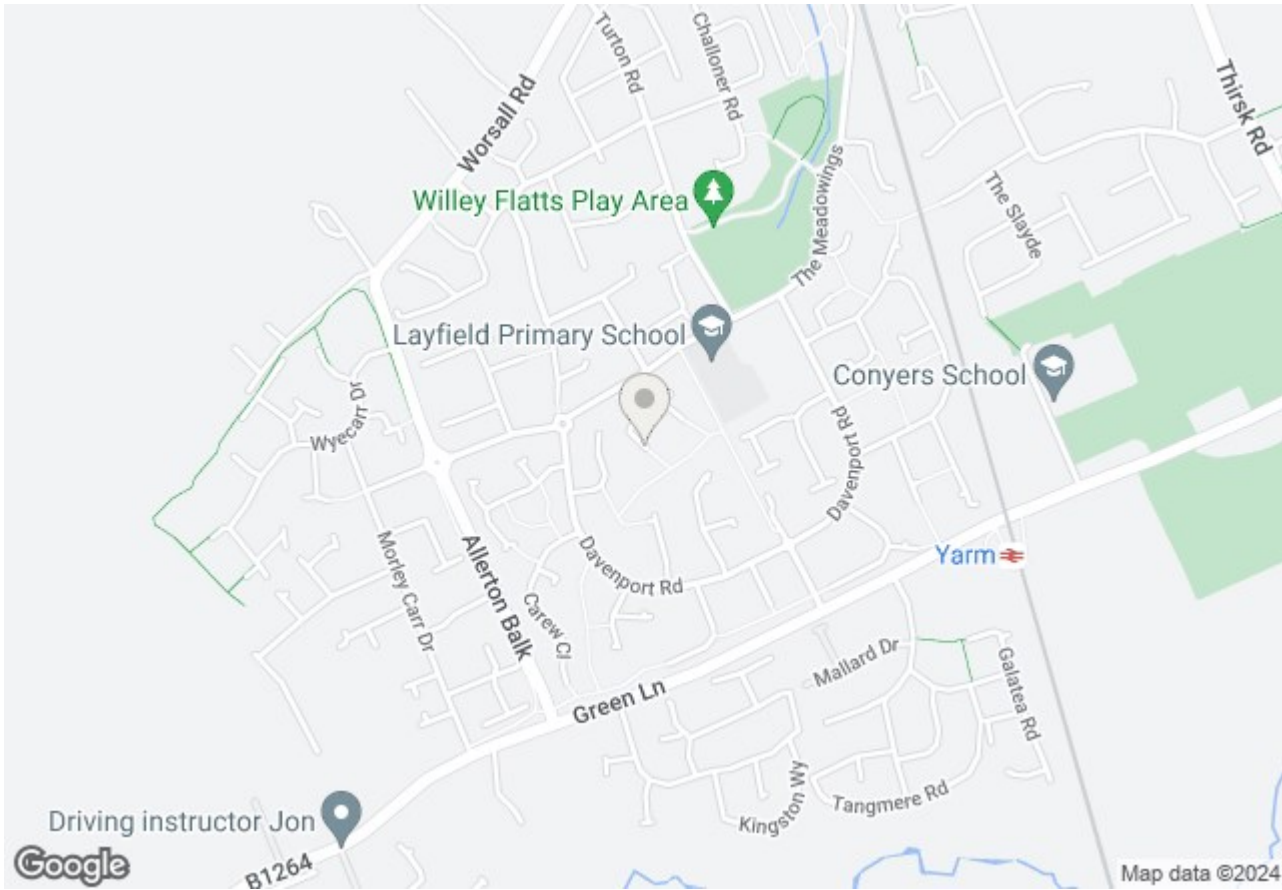 Turton Rd
Challoner Rd
Worsall Rd
Thirsk Rd
Willey Flatts Play Area
The Meadowings
The Slayde
Layfield Primary School
Conyers School
Wyecarr Dr
Davenport Rd
Allerton Balk
Morley Carr Dr
Davenport Rd
Yarm
Carew Cl
Green Ln
Mallard Dr
Galatea Rd
Kingston Wy
Tangmere Rd
Driving instructor Jon
B1264
Google
Map data ©2024